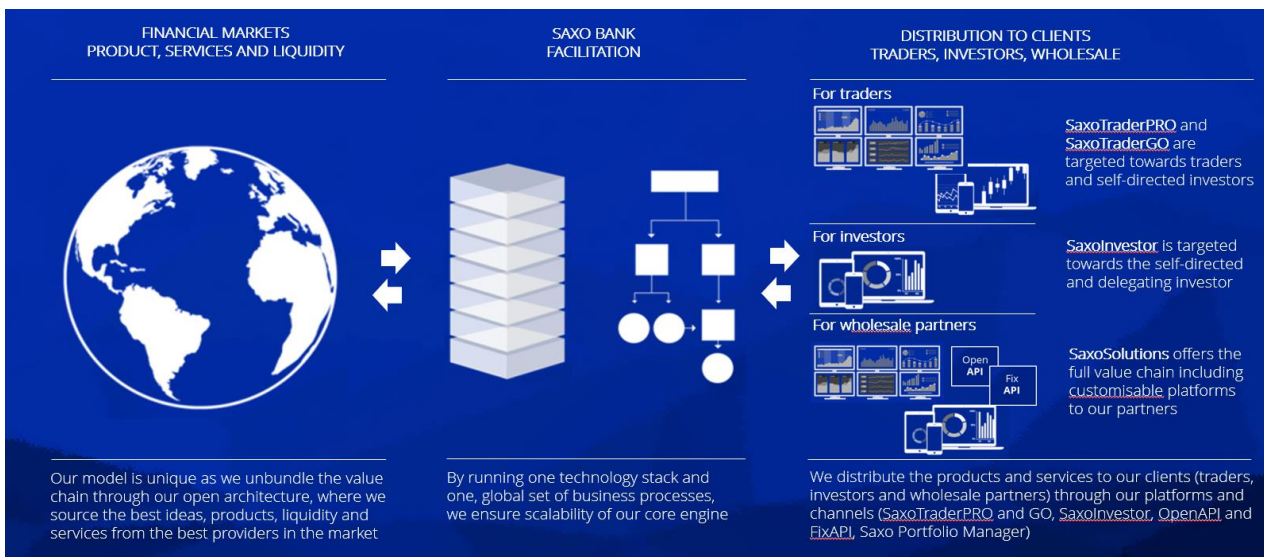 FINANCIAL MARKETS
PRODUCT, SERVICES AND LIQUIDITY
Our model is unique as we unbundle the value
chain through our open architecture, where we
source the best ideas, products, liquidity and
services from the best providers in the market
SAXO BANK
FACILITATION
By running one technology stack and
one, global set of business processes,
we ensure scalability of our core engine
DISTRIBUTION TO CLIENTS
TRADERS, INVESTORS, WHOLESALE
For traders
SaxoTraderPRO and
SaxoTraderGO are
targeted towards traders
and self-directed investors
For investors
SaxoInvestor is targeted
towards the self-directed
and delegating investor
For wholesale partners
Open
API
Fix
API
SaxoSolutions offers the
full value chain including
customisable platforms
to our partners
We distribute the products and services to our clients (traders,
investors and wholesale partners) through our platforms and
channels (SaxoTraderPRO and GO, SaxoInvestor, OpenAPI and
FixAPI, Saxo Portfolio Manager)